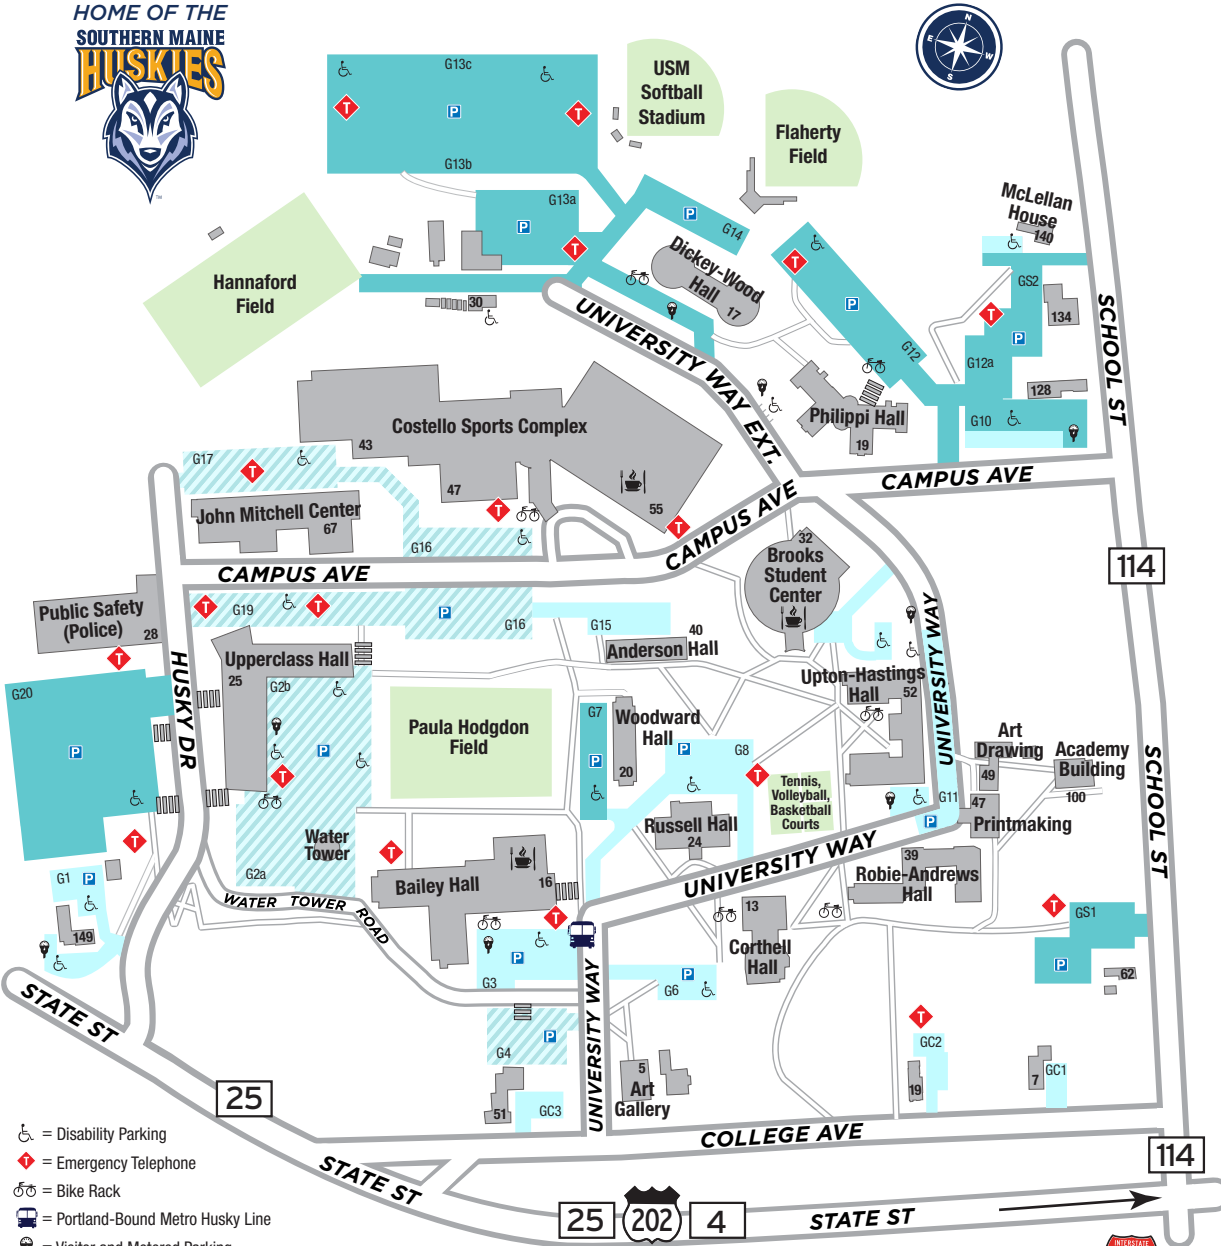 HOME OF THE
SOUTHERN MAINE
HUSKIES
TM
N
E
W
S
G13c
T
T
P
G13b
USM
Softball
Stadium
Flaherty
Field
McLellan
House
140
G13a
P
T
P
G14
Hannaford
Field
Dickey-Wood
Hall 17
T
P
G12
GS2
134
T
P
G12a
30
UNIVERSITY WAY EXT.
SCHOOL ST
128
G10
Costello Sports Complex
43
47
55
Philippi Hall
19
CAMPUS AVE
G17
T
T
T
John Mitchell Center
67
G16
CAMPUS AVE
CAMPUS AVE
32
Brooks
Student
Center
114
Public Safety
(Police)
28
T
T
G19
T
P
G16
G15
40
Anderson Hall
UNIVERSITY WAY
HUSKY DR
Upperclass Hall
25
G2b
P
T
G20
P
T
Paula Hodgdon
Field
G7
P
Woodward
Hall
20
P
G8
T
Upton-Hastings
Hall
52
Tennis,
Volleyball,
Basketball
Courts
Art
Drawing
49
Academy
Building
100
G11
P
47
Printmaking
SCHOOL ST
Water
Tower
G2a
WATER TOWER ROAD
T
Bailey Hall
16
T
Russell Hall
24
UNIVERSITY WAY
39
Robie-Andrews
Hall
13
Corthell
Hall
G1
P
149
P
G3
P
G6
T
GS1
P
62
STATE ST
P
G4
UNIVERSITY WAY
5
Art
Gallery
T
GC2
19
7
GC1
51
GC3
25
COLLEGE AVE
STATE ST
114
25
202
4
STATE ST
INTERSTATE
= Disability Parking
T = Emergency Telephone
= Bike Rack
= Portland-Bound Metro Husky Line
= Visitor and Metered Parking